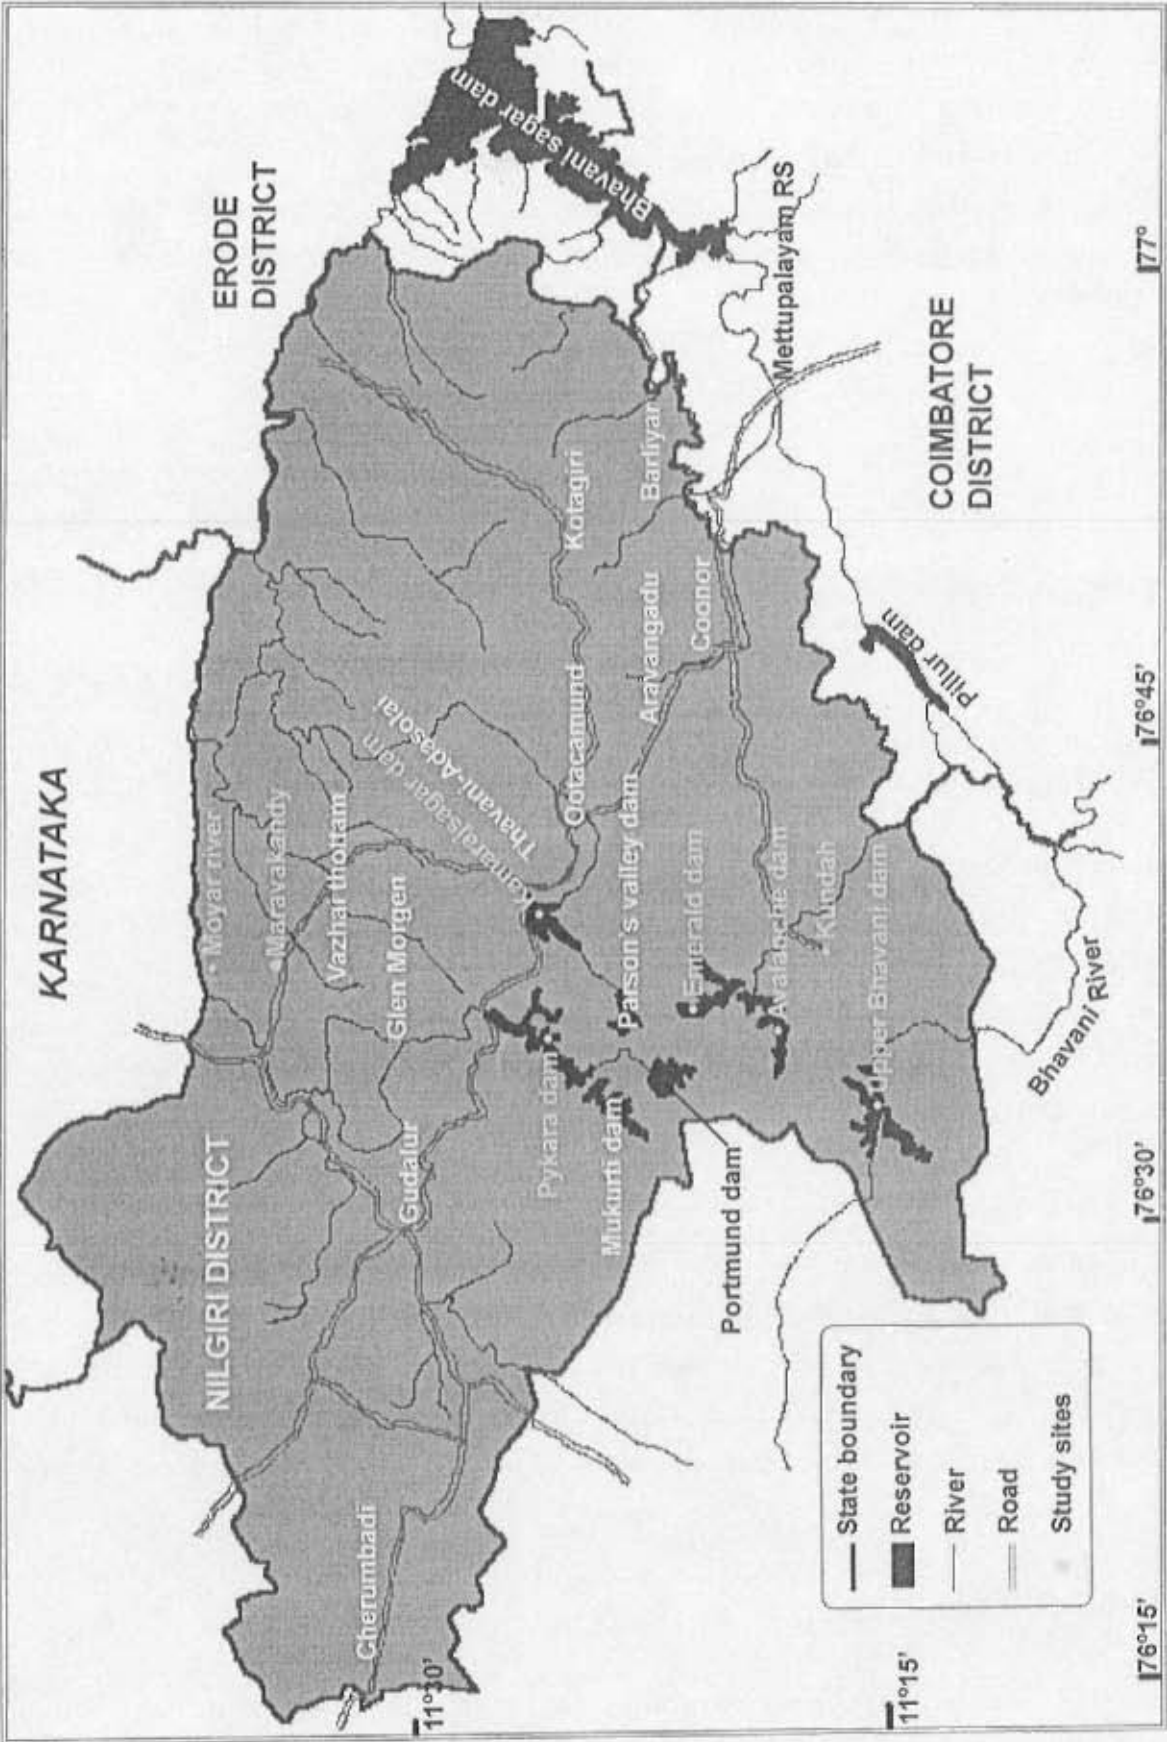 KARNATAKA
ERODE
DISTRICT
Bhavani sagar dam
NILGIRI DISTRICT
Moyar river
Maravakandy
Vazhar thottam
Glen Morgen
Thavani-Adasolai
Kamarajsagar dam
Cherumbadi
Gudalur
Ootacamund
Kotagiri
Pykara dam
Mukurti dam
Parson's valley dam
Aravangadu
Barliyar
Coonor
Emerald dam
Portmund dam
Avalanche dam
Kundah
Upper Bhavani dam
Mettupalayam RS
COIMBATORE
DISTRICT
Pillur dam
Bhavani River
State boundary
Reservoir
River
Road
Study sites
11°30'
11°15'
76°15'
76°30'
76°45'
77°